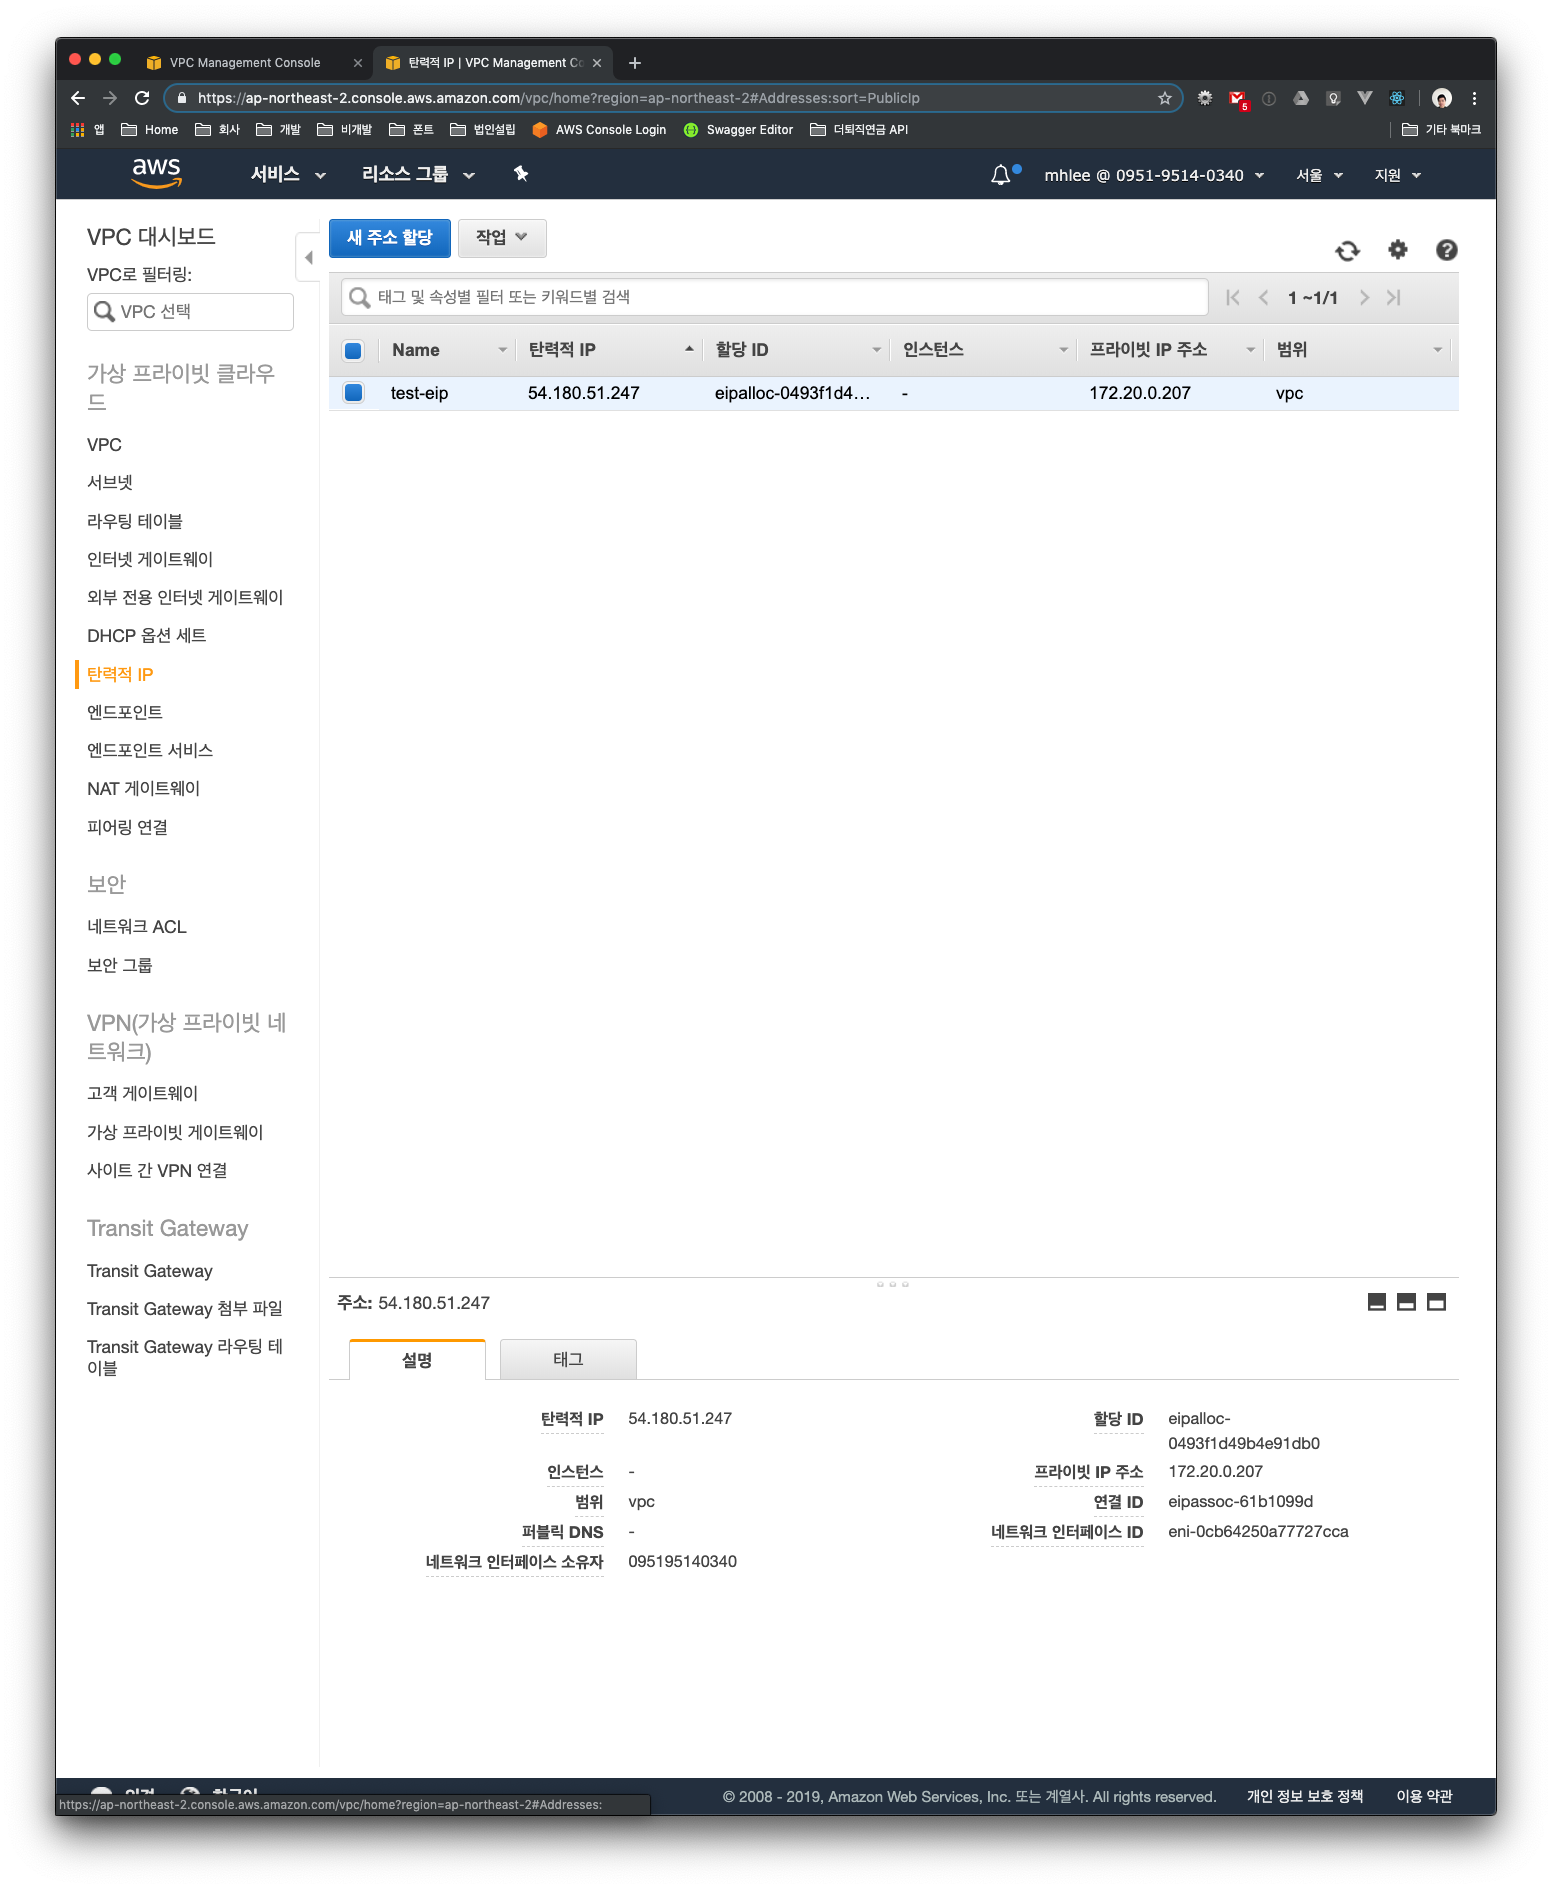 VPC Management Console
탄력적 IP | VPC Management Co
https://ap-northeast-2.console.aws.amazon.com/vpc/home?region=ap-northeast-2#Addresses:sort=PublicIp
5
앱 Home 회사 개발 비개발 폰트 법인설립 AWS Console Login Swagger Editor 더퇴직연금 API 기타 북마크
aws 서비스 리소스 그룹 mhlee @ 0951-9514-0340 서울 지원
VPC 대시보드
VPC로 필터링:
VPC 선택
가상 프라이빗 클라우
드
VPC
서브넷
라우팅 테이블
인터넷 게이트웨이
외부 전용 인터넷 게이트웨이
DHCP 옵션 세트
탄력적 IP
엔드포인트
엔드포인트 서비스
NAT 게이트웨이
피어링 연결
보안
네트워크 ACL
보안 그룹
VPN(가상 프라이빗 네
트워크)
고객 게이트웨이
가상 프라이빗 게이트웨이
사이트 간 VPN 연결
Transit Gateway
Transit Gateway
Transit Gateway 첨부 파일
Transit Gateway 라우팅 테
이블
새 주소 할당 작업
태그 및 속성별 필터 또는 키워드별 검색 1 ~1/1
Name 탄력적 IP 할당 ID 인스턴스 프라이빗 IP 주소 범위
test-eip 54.180.51.247 eipalloc-0493f1d4… - 172.20.0.207 vpc
주소: 54.180.51.247
설명 태그
탄력적 IP 54.180.51.247 할당 ID eipalloc-
0493f1d49b4e91db0
인스턴스 - 프라이빗 IP 주소 172.20.0.207
범위 vpc 연결 ID eipassoc-61b1099d
퍼블릭 DNS - 네트워크 인터페이스 ID eni-0cb64250a77727cca
네트워크 인터페이스 소유자 095195140340
© 2008 - 2019, Amazon Web Services, Inc. 또는 계열사. All rights reserved. 개인 정보 보호 정책 이용 약관
https://ap-northeast-2.console.aws.amazon.com/vpc/home?region=ap-northeast-2#Addresses: